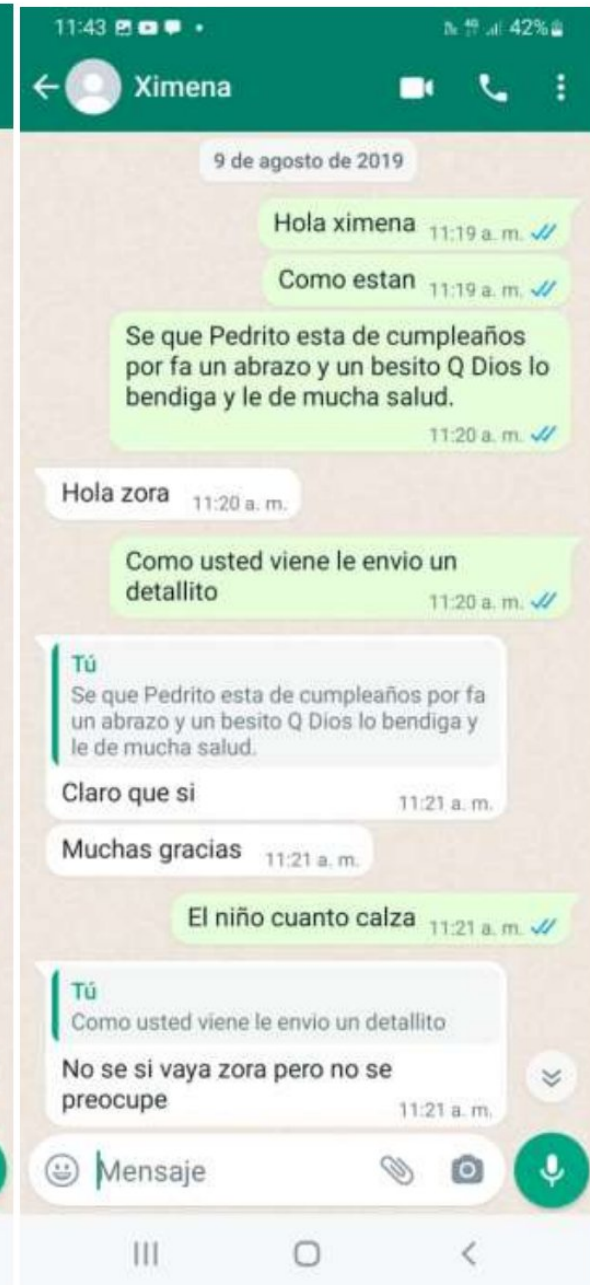 11:43
42%
Ximena
9 de agosto de 2019
Hola ximena 11:19 a. m.
Como estan 11:19 a. m.
Se que Pedrito esta de cumpleaños
por fa un abrazo y un besito Q Dios lo
bendiga y le de mucha salud.
11:20 a. m.
Hola zora 11:20 a. m.
Como usted viene le envio un
detallito 11:20 a. m.
Tú
Se que Pedrito esta de cumpleaños por fa
un abrazo y un besito Q Dios lo bendiga y
le de mucha salud.
Claro que si 11:21 a. m.
Muchas gracias 11:21 a. m.
El niño cuanto calza 11:21 a. m.
Tú
Como usted viene le envio un detallito
No se si vaya zora pero no se
preocupe 11:21 a. m.
Mensaje